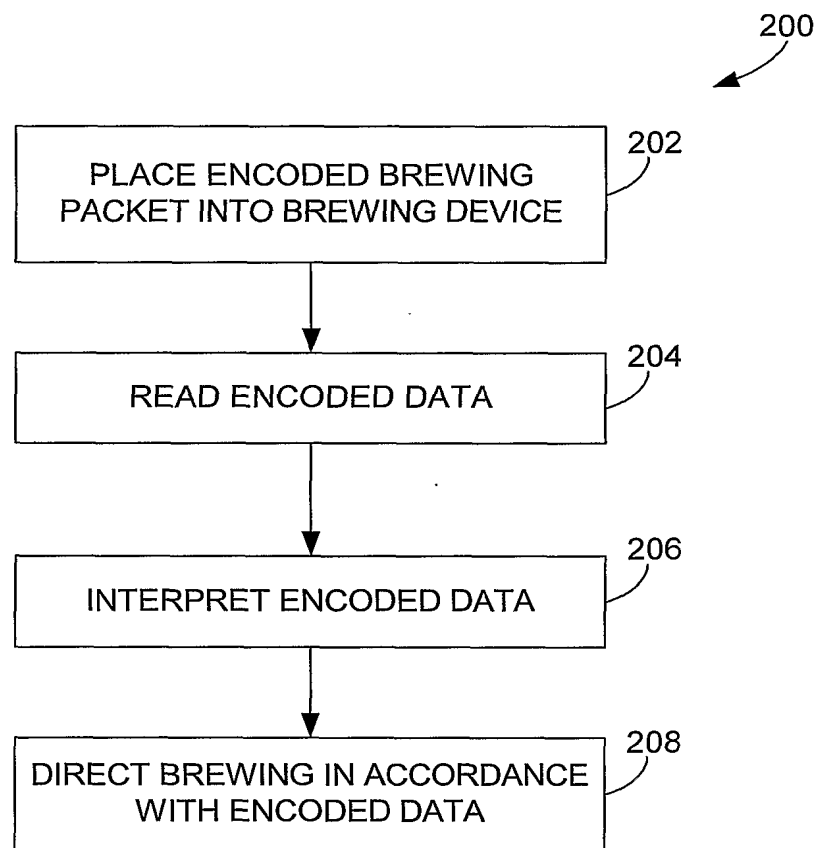 200
PLACE ENCODED BREWING
PACKET INTO BREWING DEVICE
202
READ ENCODED DATA
204
INTERPRET ENCODED DATA
206
DIRECT BREWING IN ACCORDANCE
WITH ENCODED DATA
208